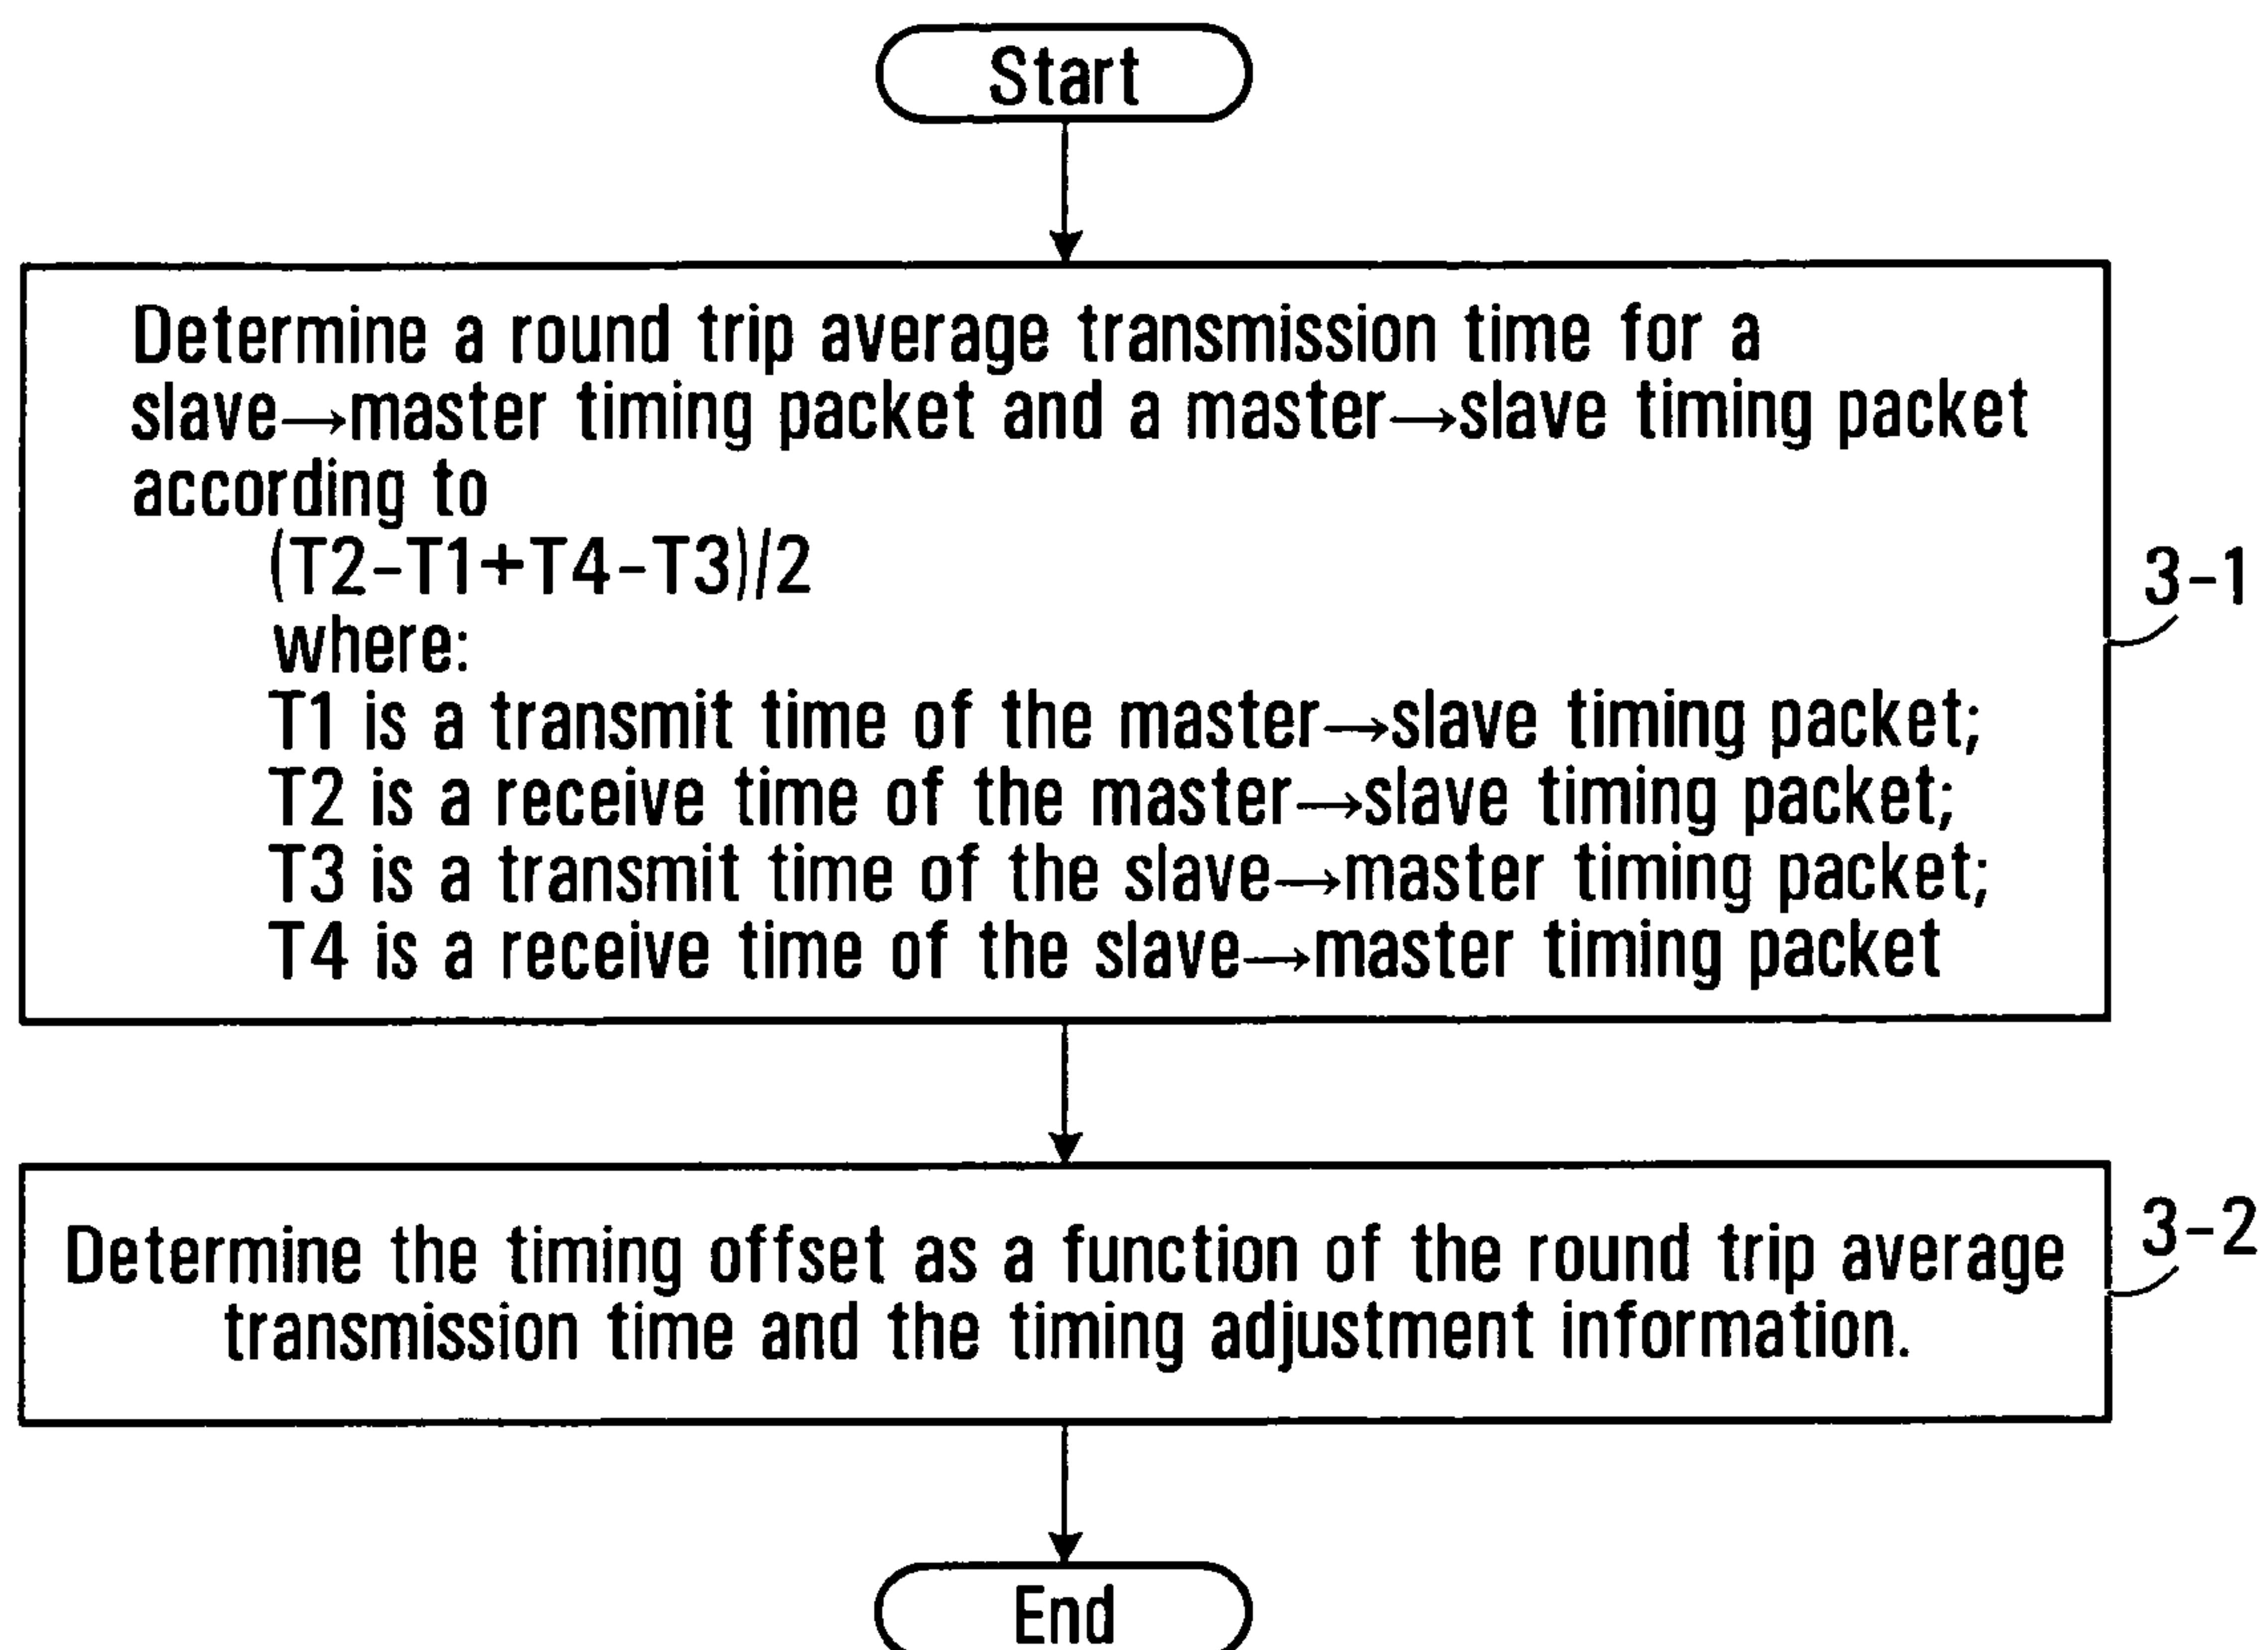 Start
Determine a round trip average transmission time for a
slave→master timing packet and a master→slave timing packet
according to
(T2-T1+T4-T3)/2
where:
T1 is a transmit time of the master→slave timing packet;
T2 is a receive time of the master→slave timing packet;
T3 is a transmit time of the slave→master timing packet;
T4 is a receive time of the slave→master timing packet
3-1
Determine the timing offset as a function of the round trip average
transmission time and the timing adjustment information.
3-2
End